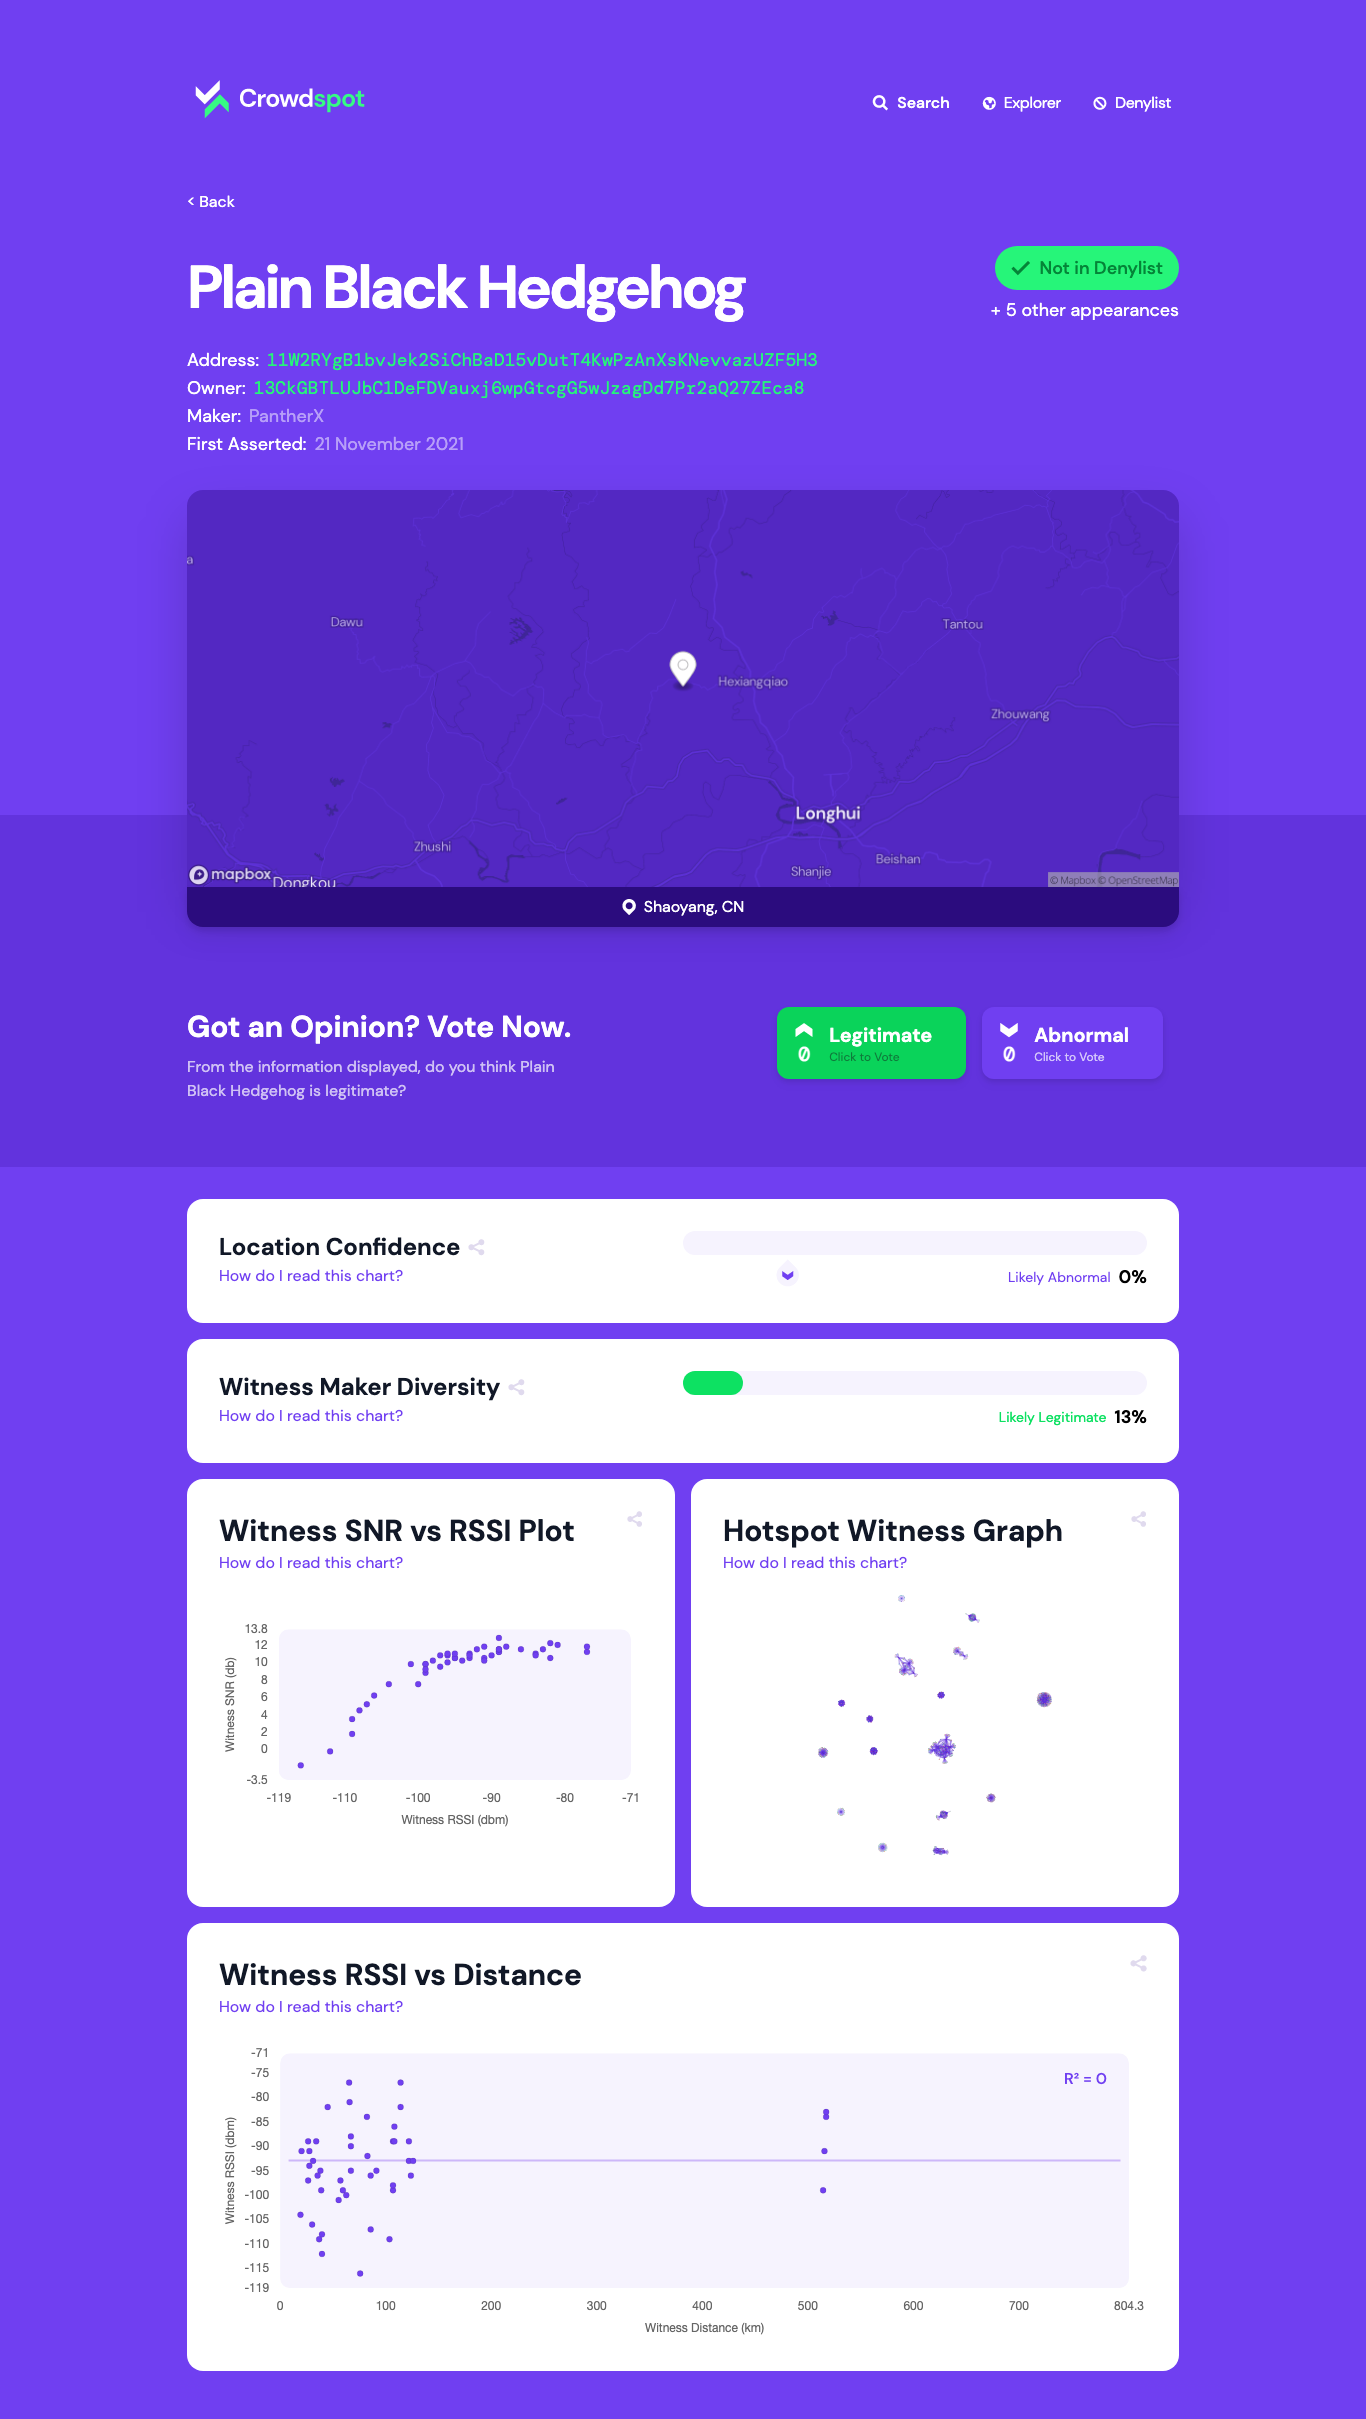 Crowdspot
Search Explorer Denylist
< Back
Plain Black Hedgehog
Not in Denylist
+ 5 other appearances
Address: 11W2RYgB1bvJek2SiChBaD15vDutT4KwPzAnXsKNevvazUZF5H3
Owner: 13CkGBTLUJbC1DeFDVauxj6wpGtcgG5wJzagDd7Pr2aQ27ZEca8
Maker: PantherX
First Asserted: 21 November 2021
a
Dawu
Tantou
Hexiangqiao
Zhouwang
Longhui
Zhushi
Beishan
Shanjie
mapbox
Dongkou
© Mapbox © OpenStreetMap
Shaoyang, CN
Got an Opinion? Vote Now.
From the information displayed, do you think Plain
Black Hedgehog is legitimate?
Legitimate
0 Click to Vote
Abnormal
0 Click to Vote
Location Confidence
How do I read this chart?
Likely Abnormal 0%
Witness Maker Diversity
How do I read this chart?
Likely Legitimate 13%
Witness SNR vs RSSI Plot
How do I read this chart?
13.8
12
10
8
6
4
2
0
-3.5
Witness SNR (db)
-119 -110 -100 -90 -80 -71
Witness RSSI (dbm)
Hotspot Witness Graph
How do I read this chart?
Witness RSSI vs Distance
How do I read this chart?
-71
-75
-80
-85
-90
-95
-100
-105
-110
-115
-119
Witness RSSI (dbm)
R² = 0
0 100 200 300 400 500 600 700 804.3
Witness Distance (km)